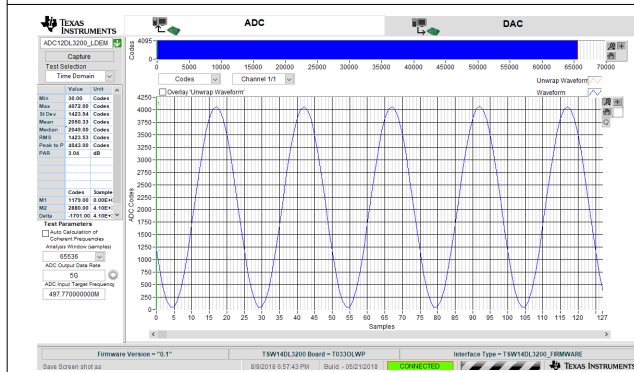 TEXAS INSTRUMENTS
ADC
DAC
ADC12DL3200_LDEM
Capture
Test Selection
Time Domain
Value Unit
Min 30.00 Codes
Max 4072.00 Codes
St Dev 1423.54 Codes
Mean 2050.33 Codes
Median 2049.00 Codes
RMS 1423.53 Codes
Peak to P 4043.00 Codes
PAR 3.04 dB
Codes Sample
M1 1179.00 0.00E+0
M2 2880.00 4.10E+
Delta -1701.00 4.10E+
Test Parameters
Auto Calculation of
Coherent Frequencies
Analysis Window (samples)
65536
ADC Output Data
Rate
5G
ADC Input Target Frequency
497.770000000M
Codes
4095
0
0 5000 10000 15000 20000 25000 30000 35000 40000 45000 50000 55000 60000 65000 70000
Codes
Channel 1/1
Unwrap Waveform
Overlay 'Unwrap Waveform'
Waveform
ADC Codes
4250
4000
3750
3500
3250
3000
2750
2500
2250
2000
1750
1500
1250
1000
750
500
250
0
0 5 10 15 20 25 30 35 40 45 50 55 60 65 70 75 80 85 90 95 100 105 110 115 120 127
Samples
Firmware Version = "0.1"
TSW14DL3200 Board = T033OLWP
Interface Type = TSW14DL3200_FIRMWARE
Save Screen shot as
8/9/2018 6:57:43 PM
Build - 05/21/2018
CONNECTED
TEXAS INSTRUMENTS